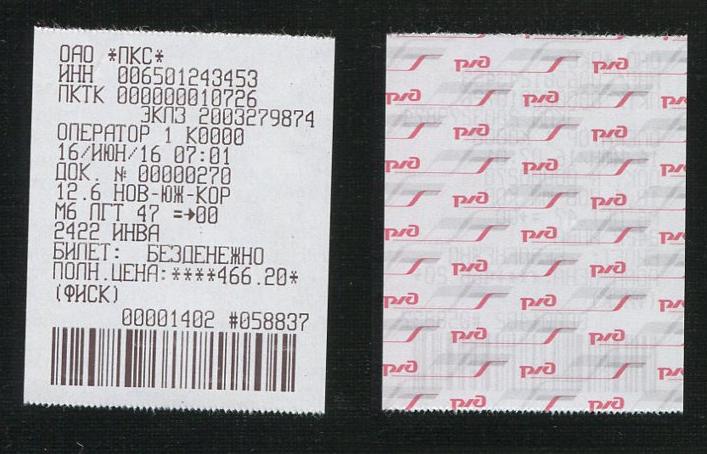 ОАО *ПКС*
ИНН 006501243453
ПКТК 000000010726
ЭКЛЗ 2003279874
ОПЕРАТОР 1 К0000
16/ИЮН/16 07:01
ДОК. № 00000270
12.6 НОВ-ЮЖ-КОР
М6 ЛГТ 47 =➔00
2422 ИНВА
БИЛЕТ: БЕЗДЕНЕЖНО
ПОЛН.ЦЕНА:****466.20*
(ФИСК)
00001402 #058837